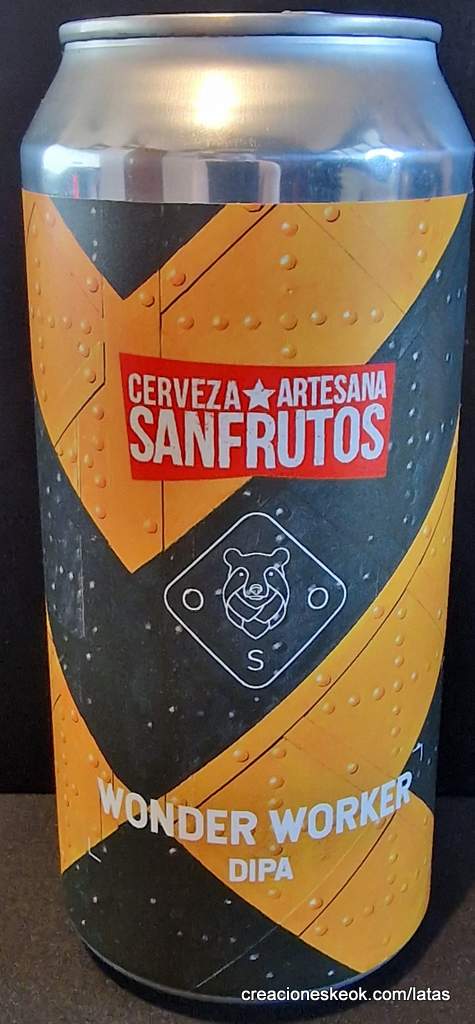 CERVEZA★ARTESANA
SANFRUTOS
O O
S
WONDER WORKER
DIPA
creacioneskeok.com/latas